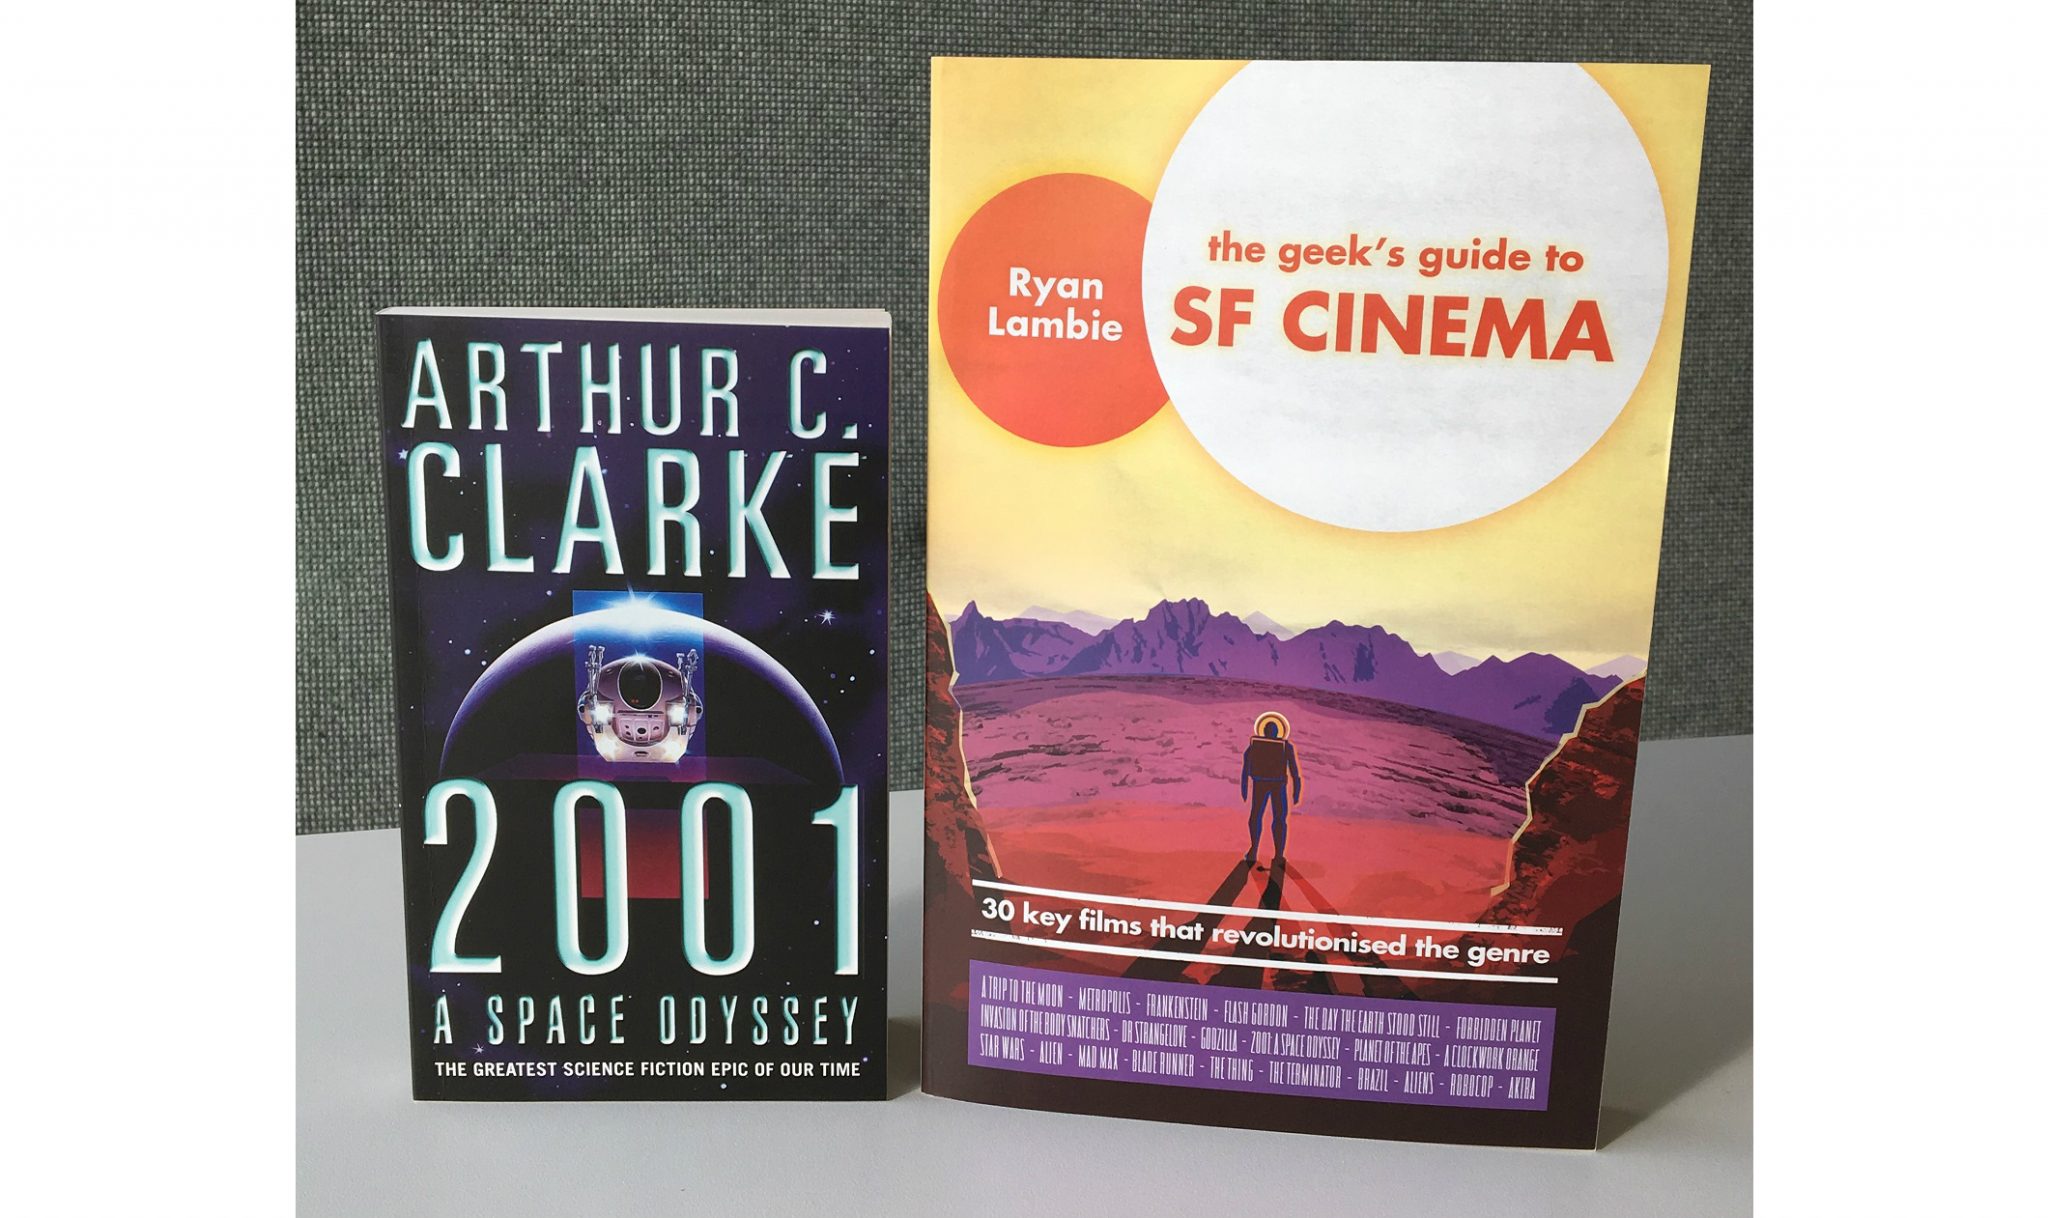 ARTHUR C.
CLARKE
2001
A SPACE ODYSSEY
THE GREATEST SCIENCE FICTION EPIC OF OUR TIME
Ryan
Lambie
the geek's guide to
SF CINEMA
30 key films that revolutionised the genre
A TRIP TO THE MOON - METROPOLIS - FRANKENSTEIN - FLASH GORDON - THE DAY THE EARTH STOOD STILL - FORBIDDEN PLANET
INVASION OF THE BODY SNATCHERS - DR STRANGELOVE - GODZILLA - 2001: A SPACE ODYSSEY - PLANET OF THE APES - A CLOCKWORK ORANGE
STAR WARS - ALIEN - MAD MAX - BLADE RUNNER - THE THING - THE TERMINATOR - BRAZIL - ALIENS - ROBOCOP - AKIRA